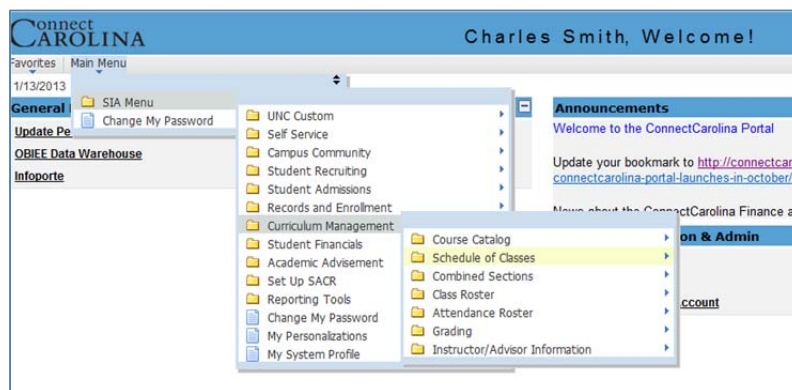 Connect
CAROLINA
Charles Smith, Welcome!
Favorites Main Menu
1/13/2013
SIA Menu
Change My Password
General
Update Pe
OBIEE Data Warehouse
Infoporte
UNC Custom
Self Service
Campus Community
Student Recruiting
Student Admissions
Records and Enrollment
Curriculum Management
Student Financials
Academic Advisement
Set Up SACR
Reporting Tools
Change My Password
My Personalizations
My System Profile
Course Catalog
Schedule of Classes
Combined Sections
Class Roster
Attendance Roster
Grading
Instructor/Advisor Information
Announcements
Welcome to the ConnectCarolina Portal
Update your bookmark to http://connectcar
connectcarolina-portal-launches-in-october/
News about the ConnectCarolina Finance a
on & Admin
ccount